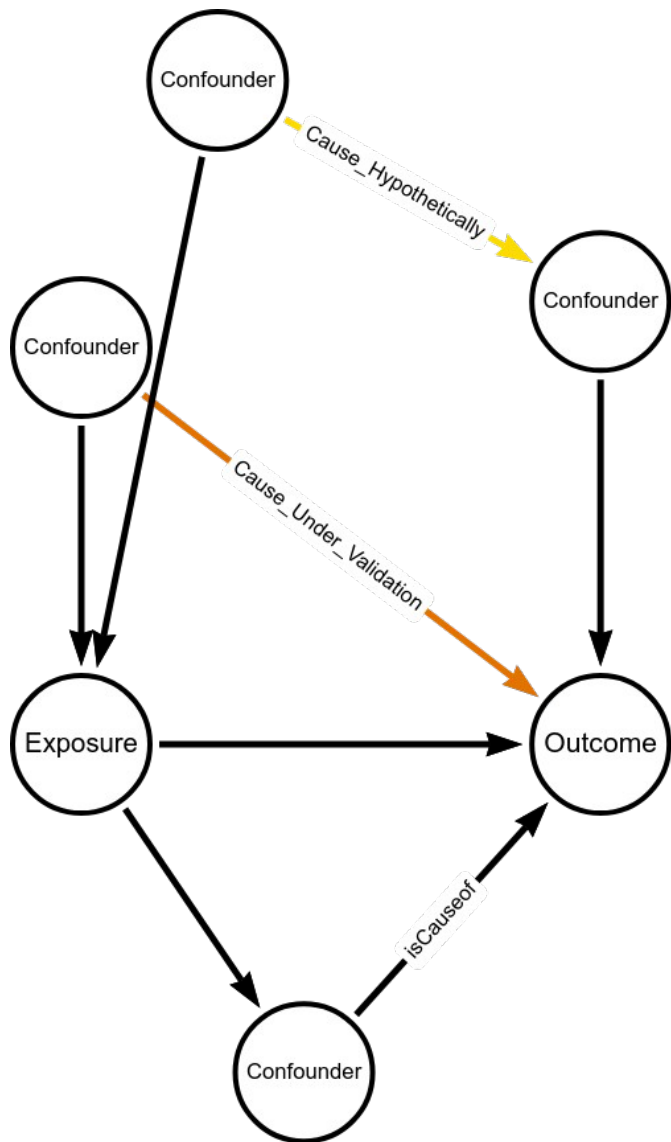 Confounder
Cause_Hypothetically
Confounder
Confounder
Cause_Under_Validation
Exposure
Outcome
isCauseof
Confounder